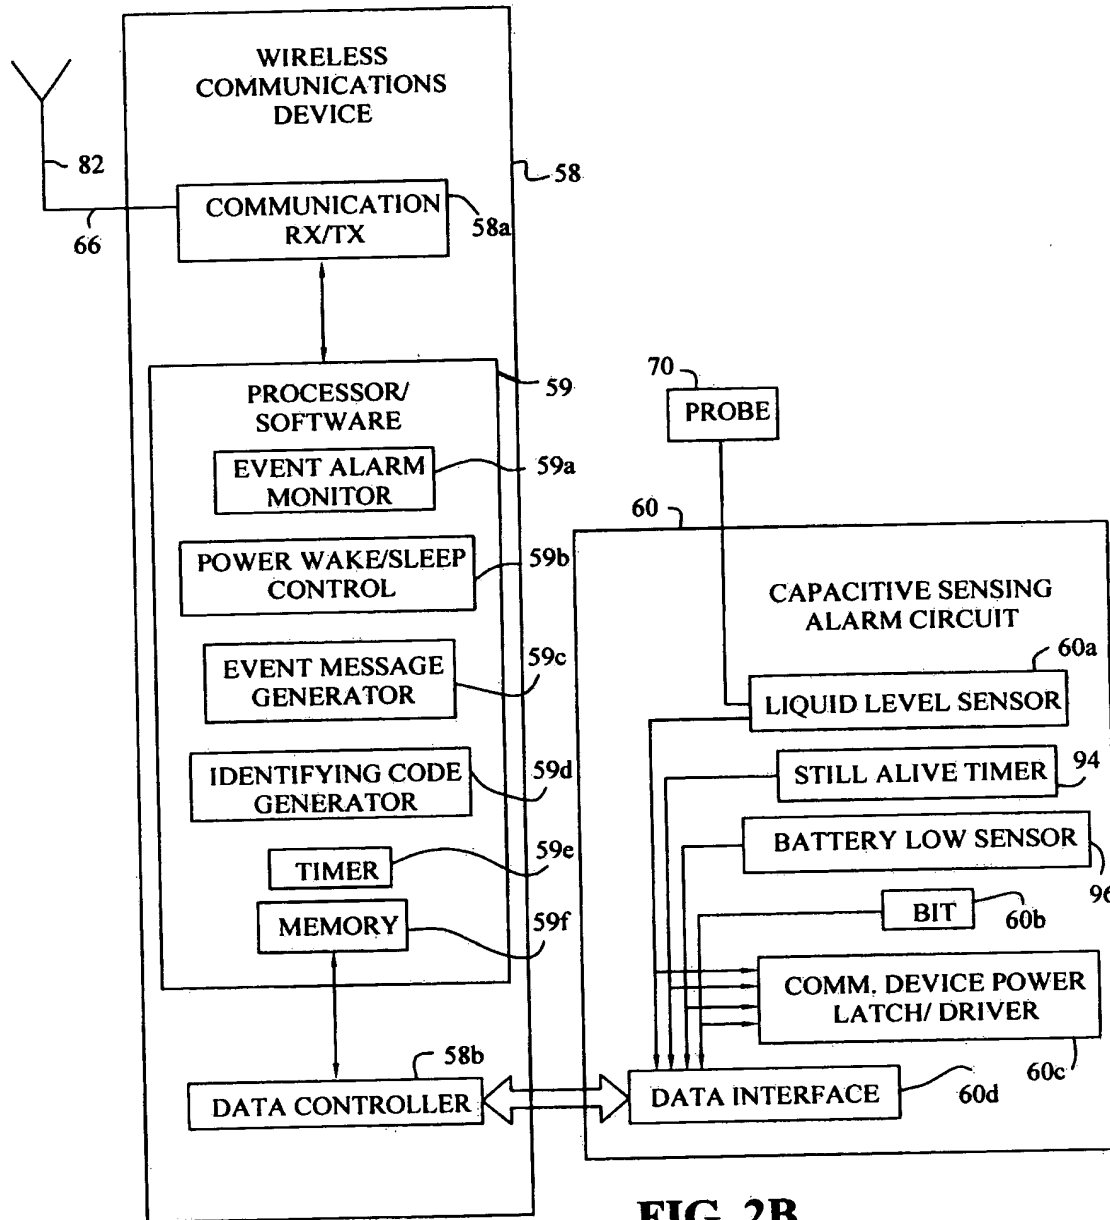 WIRELESS
COMMUNICATIONS
DEVICE
82
58
66
COMMUNICATION
RX/TX
58a
PROCESSOR/
SOFTWARE
59
EVENT ALARM
MONITOR
59a
POWER WAKE/SLEEP
CONTROL
59b
EVENT MESSAGE
GENERATOR
59c
IDENTIFYING CODE
GENERATOR
59d
TIMER
59e
MEMORY
59f
58b
DATA CONTROLLER
70
PROBE
60
CAPACITIVE SENSING
ALARM CIRCUIT
60a
LIQUID LEVEL SENSOR
STILL ALIVE TIMER
94
BATTERY LOW SENSOR
96
BIT
60b
COMM. DEVICE POWER
LATCH/ DRIVER
60c
DATA INTERFACE
60d
FIG. 2B